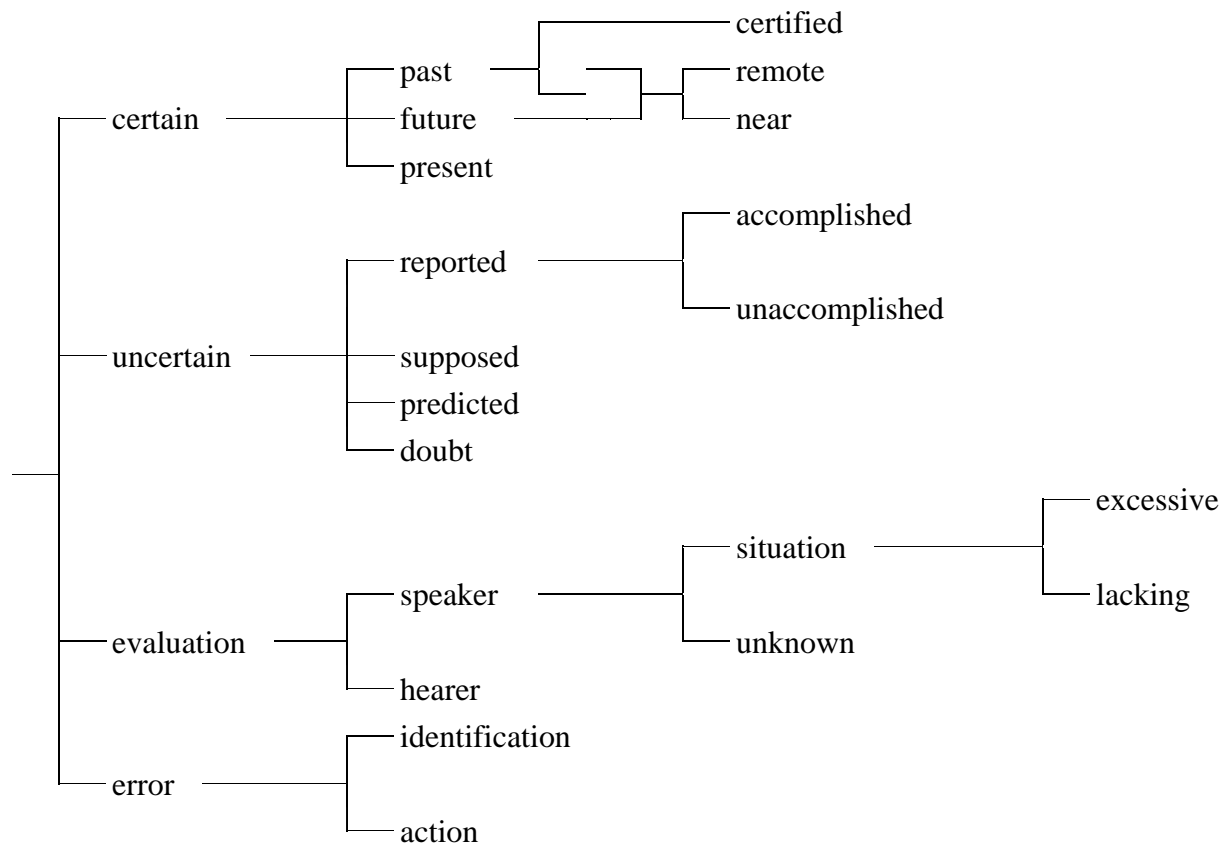 certified
past
remote
certain
future
near
present
accomplished
reported
unaccomplished
uncertain
supposed
predicted
doubt
excessive
situation
speaker
lacking
evaluation
unknown
hearer
identification
error
action